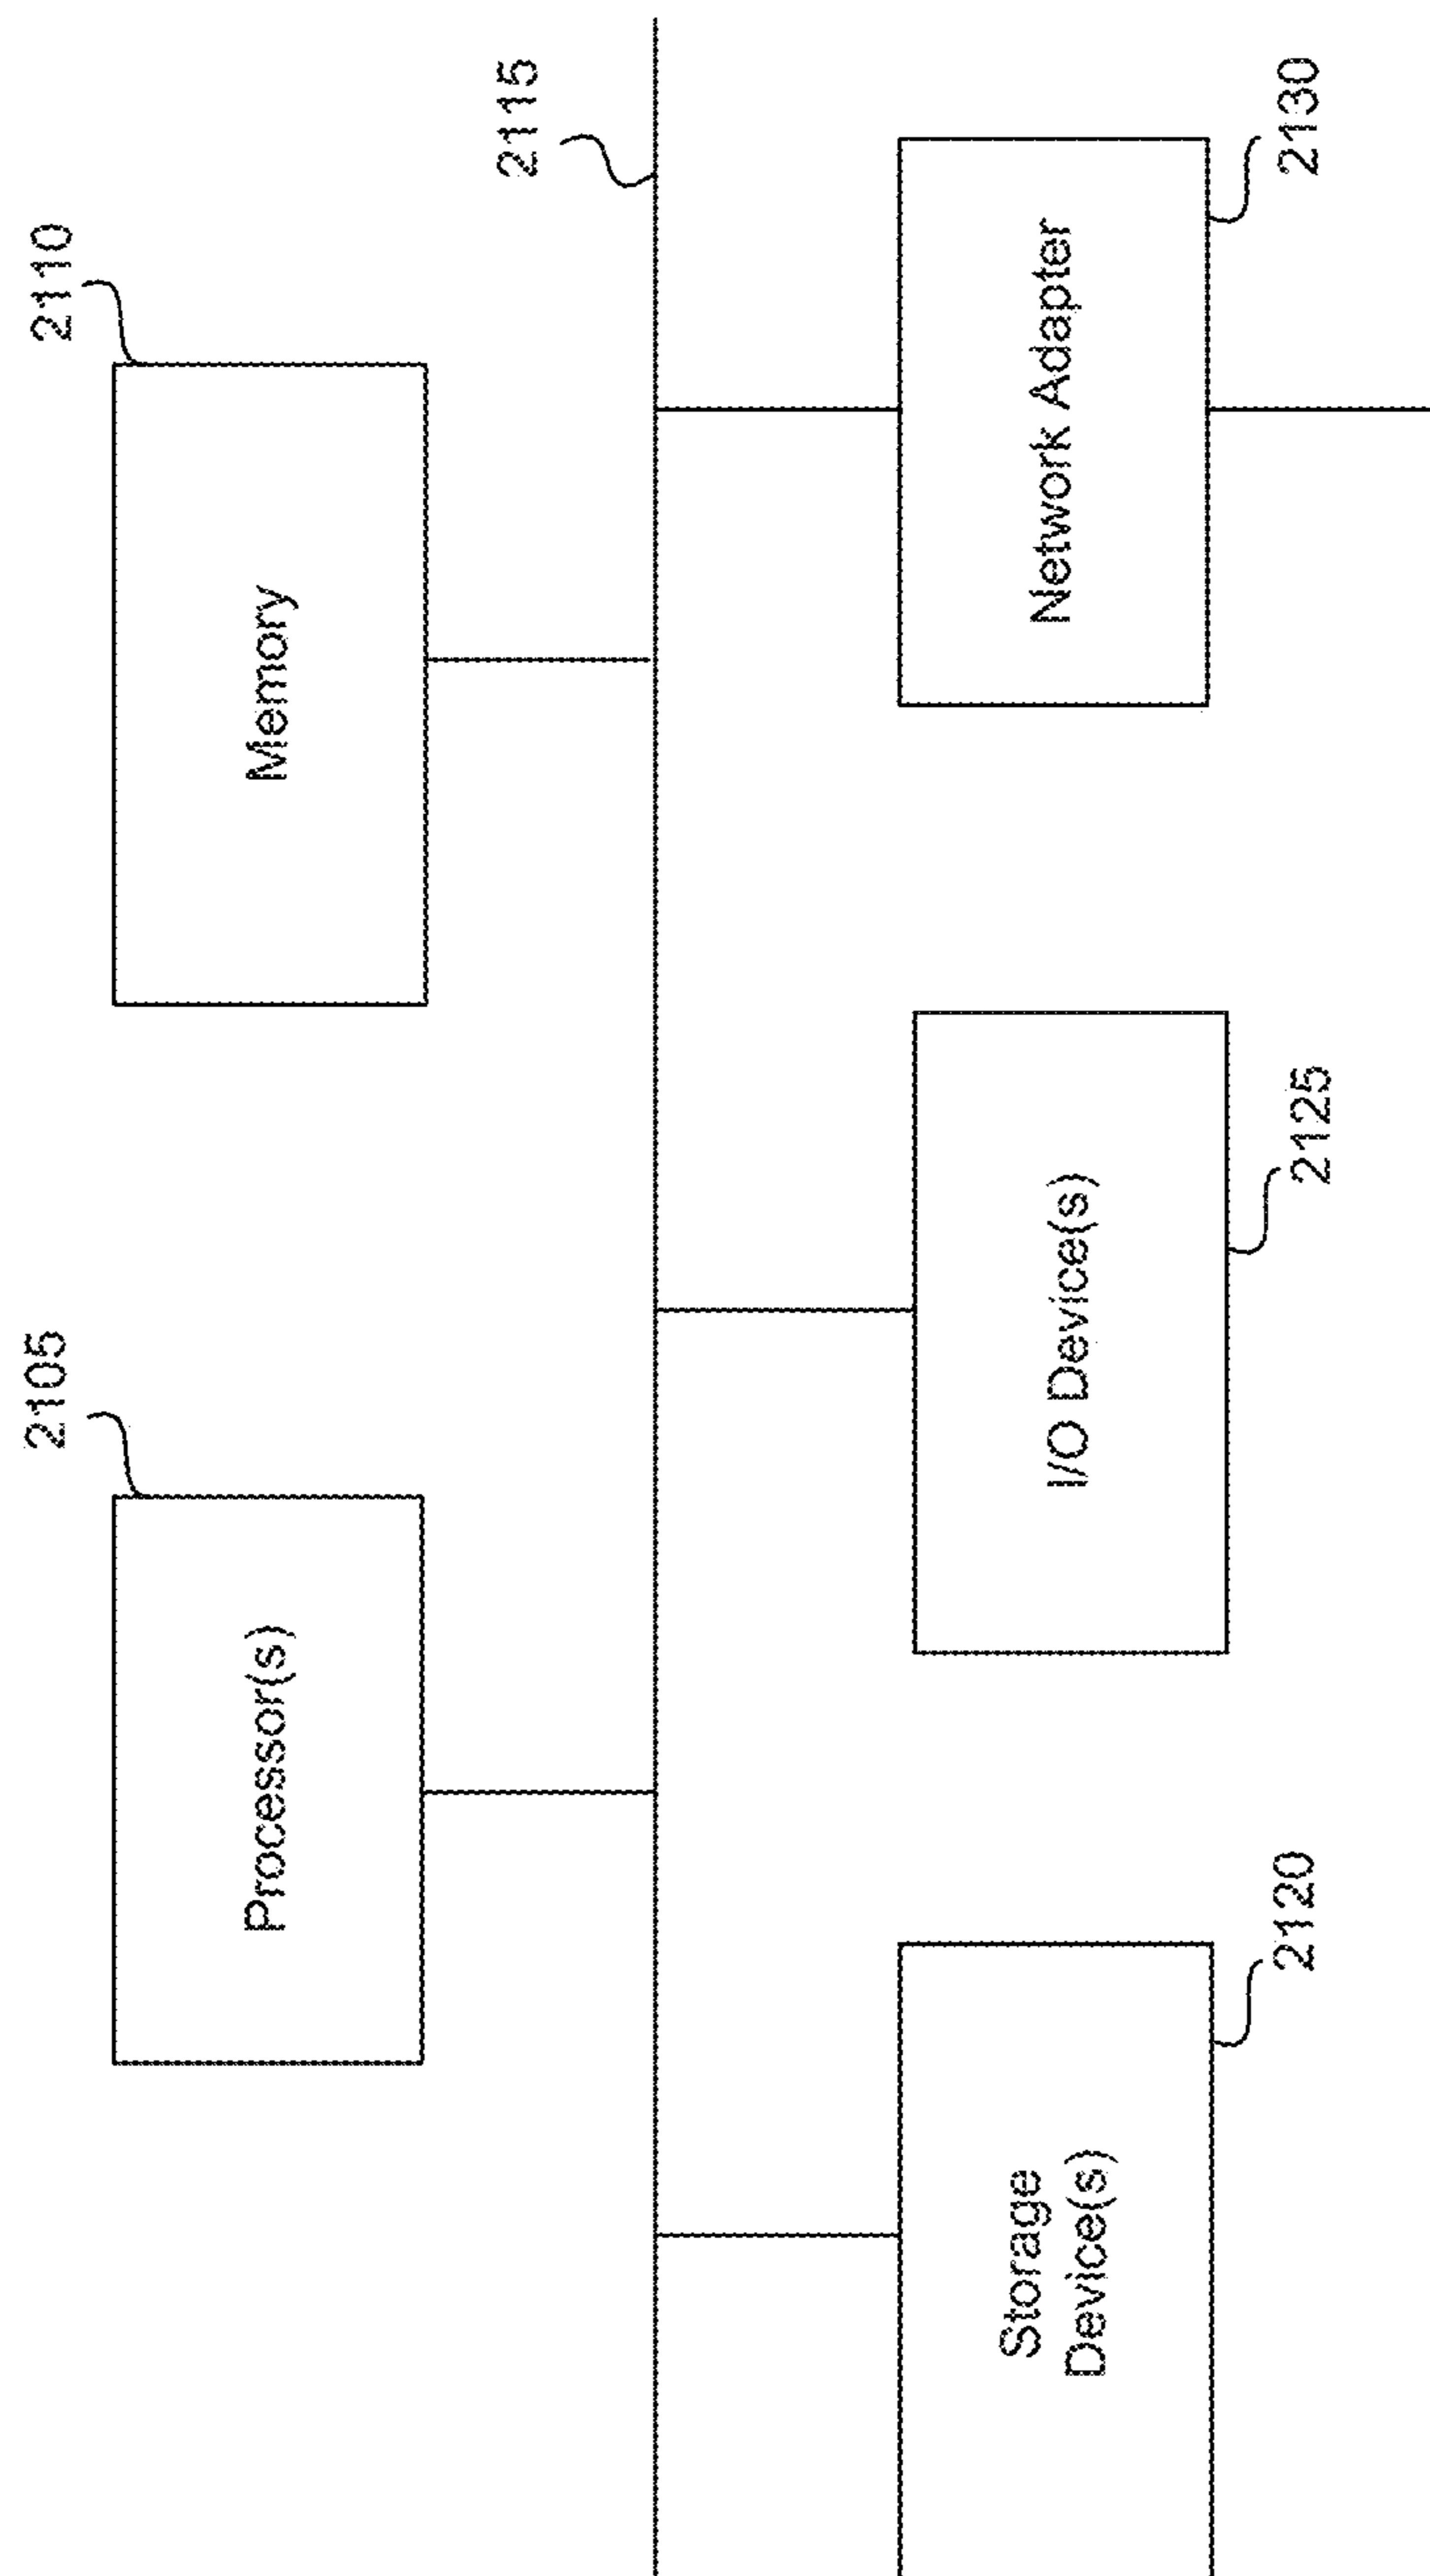 2105
Processor(s)
2110
Memory
2115
Storage
Device(s)
2120
I/O Device(s)
2125
Network Adapter
2130